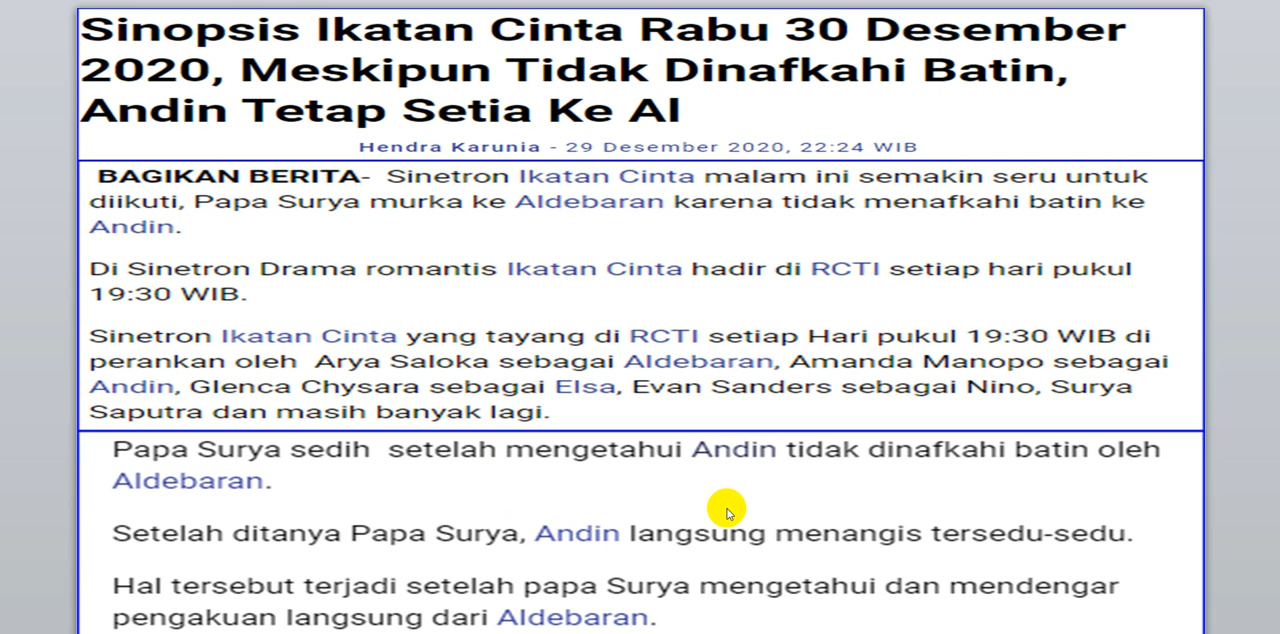 Sinopsis Ikatan Cinta Rabu 30 Desember
2020, Meskipun Tidak Dinafkahi Batin,
Andin Tetap Setia Ke Al
Hendra Karunia - 29 Desember 2020, 22:24 WIB
BAGIKAN BERITA- Sinetron Ikatan Cinta malam ini semakin seru untuk
diikuti, Papa Surya murka ke Aldebaran karena tidak menafkahi batin ke
Andin.
Di Sinetron Drama romantis Ikatan Cinta hadir di RCTI setiap hari pukul
19:30 WIB.
Sinetron Ikatan Cinta yang tayang di RCTI setiap Hari pukul 19:30 WIB di
perankan oleh Arya Saloka sebagai Aldebaran, Amanda Manopo sebagai
Andin, Glenca Chysara sebagai Elsa, Evan Sanders sebagai Nino, Surya
Saputra dan masih banyak lagi.
Papa Surya sedih setelah mengetahui Andin tidak dinafkahi batin oleh
Aldebaran.
Setelah ditanya Papa Surya, Andin langsung menangis tersedu-sedu.
Hal tersebut terjadi setelah papa Surya mengetahui dan mendengar
pengakuan langsung dari Aldebaran.